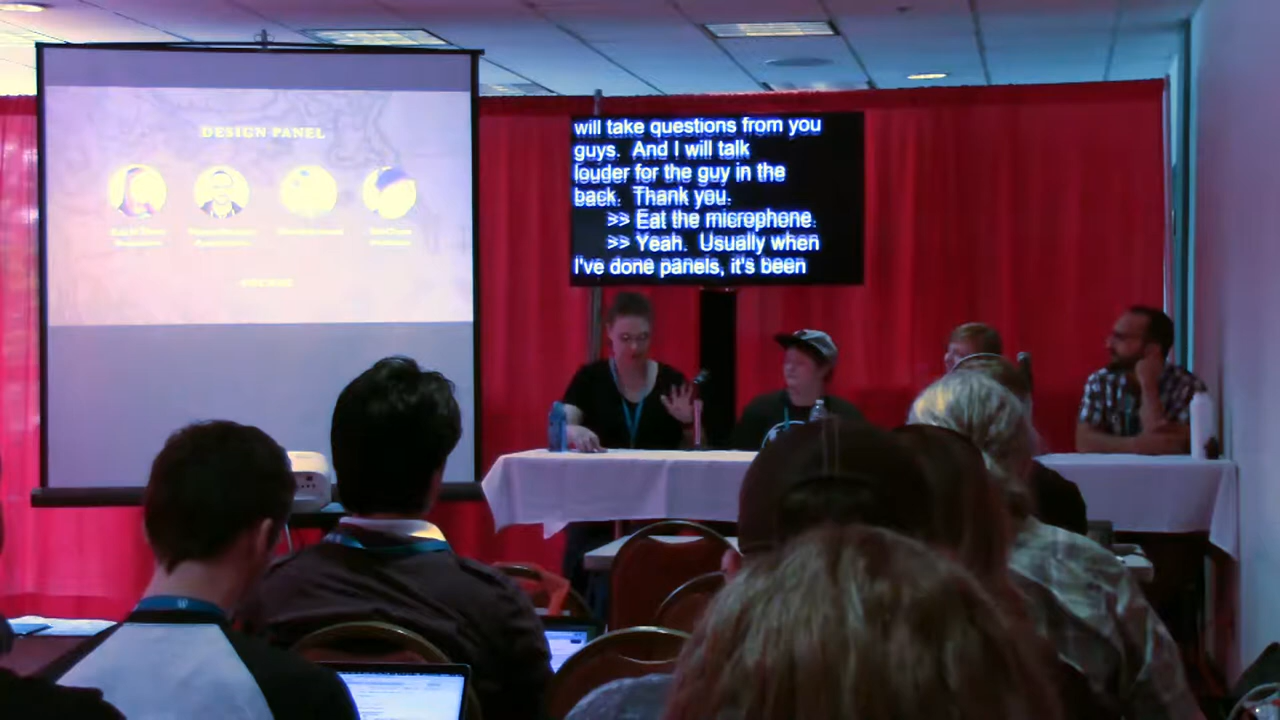 DESIGN PANEL
will take questions from you
guys. And I will talk
louder for the guy in the
back. Thank you.
>> Eat the microphone.
>> Yeah. Usually when
I've done panels, it's been